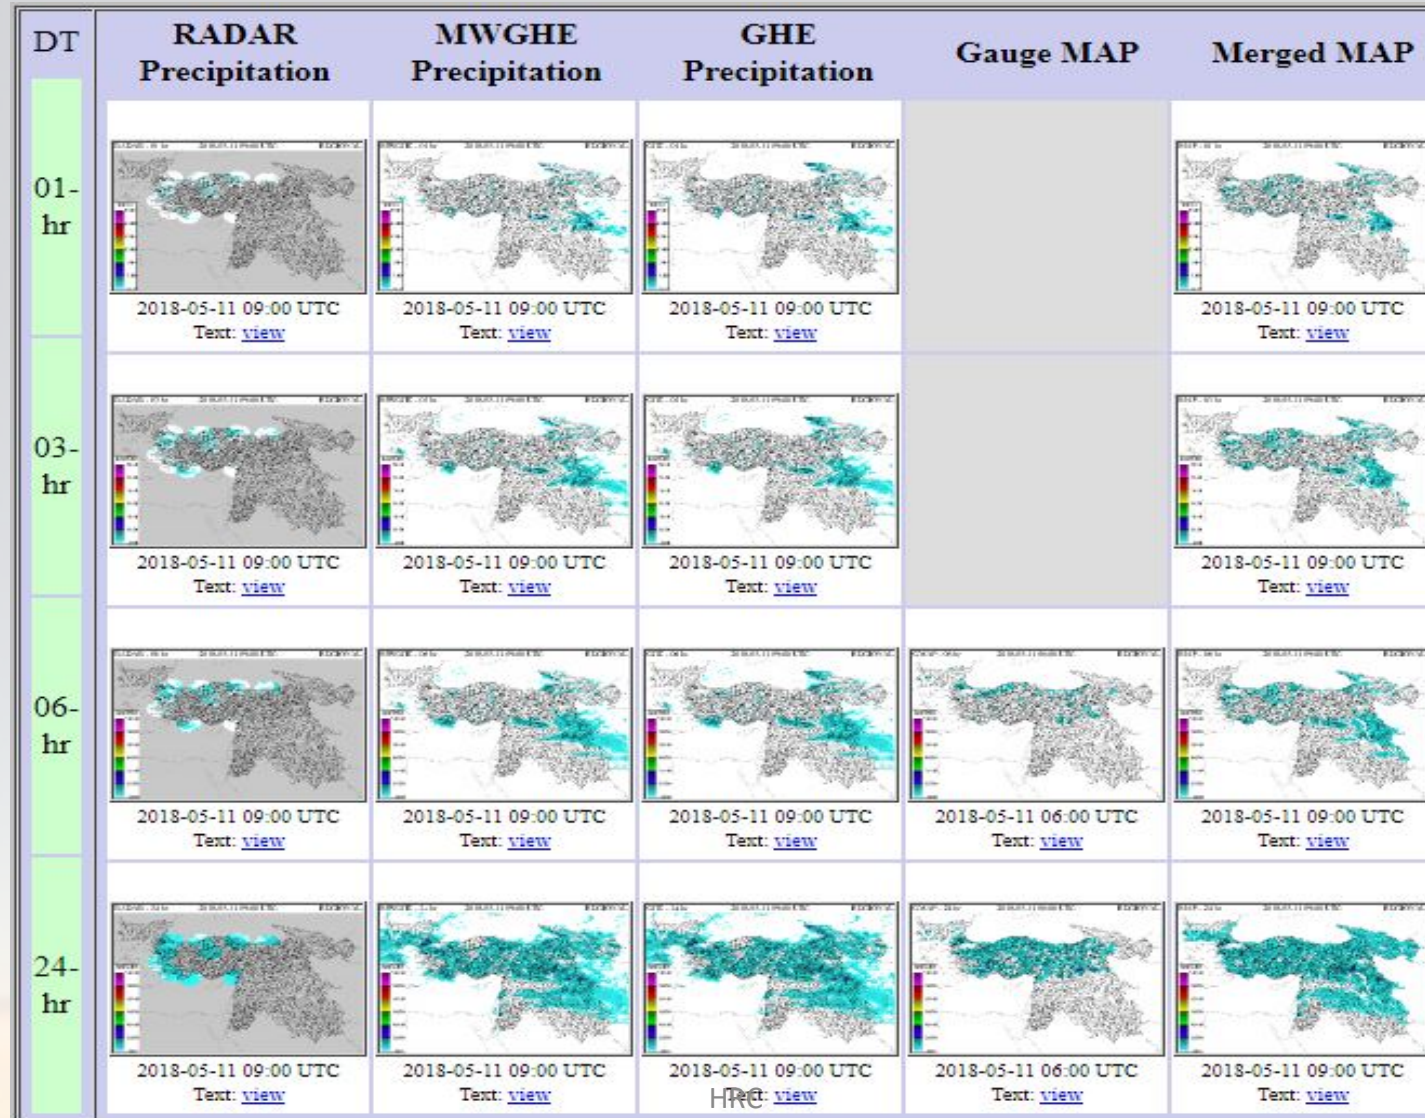 DT
RADAR
Precipitation
MWGHE
Precipitation
GHE
Precipitation
Gauge MAP
Merged MAP
01-
hr
2018-05-11 09:00 UTC
Text: view
2018-05-11 09:00 UTC
Text: view
2018-05-11 09:00 UTC
Text: view
2018-05-11 09:00 UTC
Text: view
03-
hr
2018-05-11 09:00 UTC
Text: view
2018-05-11 09:00 UTC
Text: view
2018-05-11 09:00 UTC
Text: view
2018-05-11 09:00 UTC
Text: view
06-
hr
2018-05-11 09:00 UTC
Text: view
2018-05-11 09:00 UTC
Text: view
2018-05-11 09:00 UTC
Text: view
2018-05-11 06:00 UTC
Text: view
2018-05-11 09:00 UTC
Text: view
24-
hr
2018-05-11 09:00 UTC
Text: view
2018-05-11 09:00 UTC
Text: view
2018-05-11 09:00 UTC
Text: view
2018-05-11 06:00 UTC
Text: view
2018-05-11 09:00 UTC
Text: view
HRC